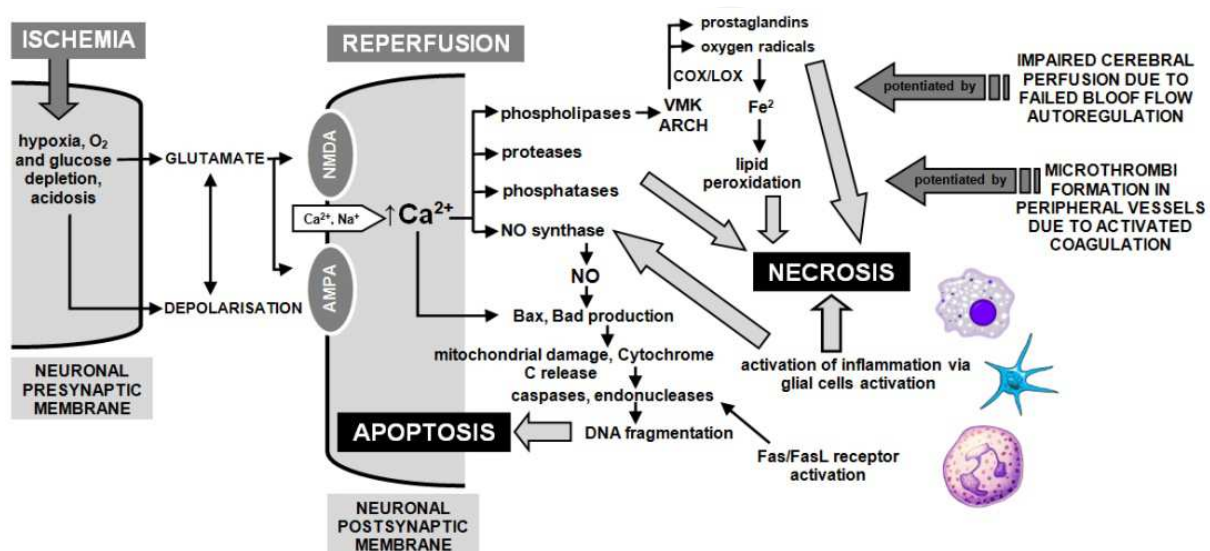 ISCHEMIA
hypoxia, O₂
and glucose
depletion,
acidosis
GLUTAMATE
DEPOLARISATION
NEURONAL
PRESYNAPTIC
MEMBRANE
REPERFUSION
NMDA
Ca²⁺, Na⁺
↑Ca²⁺
AMPA
phospholipases
proteases
phosphatases
NO synthase
NO
Bax, Bad production
mitochondrial damage, Cytochrome
C release
caspases, endonucleases
DNA fragmentation
APOPTOSIS
NEURONAL
POSTSYNAPTIC
MEMBRANE
prostaglandins
oxygen radicals
COX/LOX
VMK
ARCH
Fe²
lipid
peroxidation
NECROSIS
activation of inflammation via
glial cells activation
Fas/FasL receptor
activation
potentiated by
IMPAIRED CEREBRAL
PERFUSION DUE TO
FAILED BLOOF FLOW
AUTOREGULATION
potentiated by
MICROTHROMBI
FORMATION IN
PERIPHERAL VESSELS
DUE TO ACTIVATED
COAGULATION